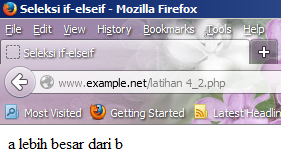 Seleksi if-elseif - Mozilla Firefox
File Edit View History Bookmarks Tools Help
Seleksi if-elseif +
www.example.net/latihan 4_2.php
Most Visited Getting Started Latest Headlin
a lebih besar dari b